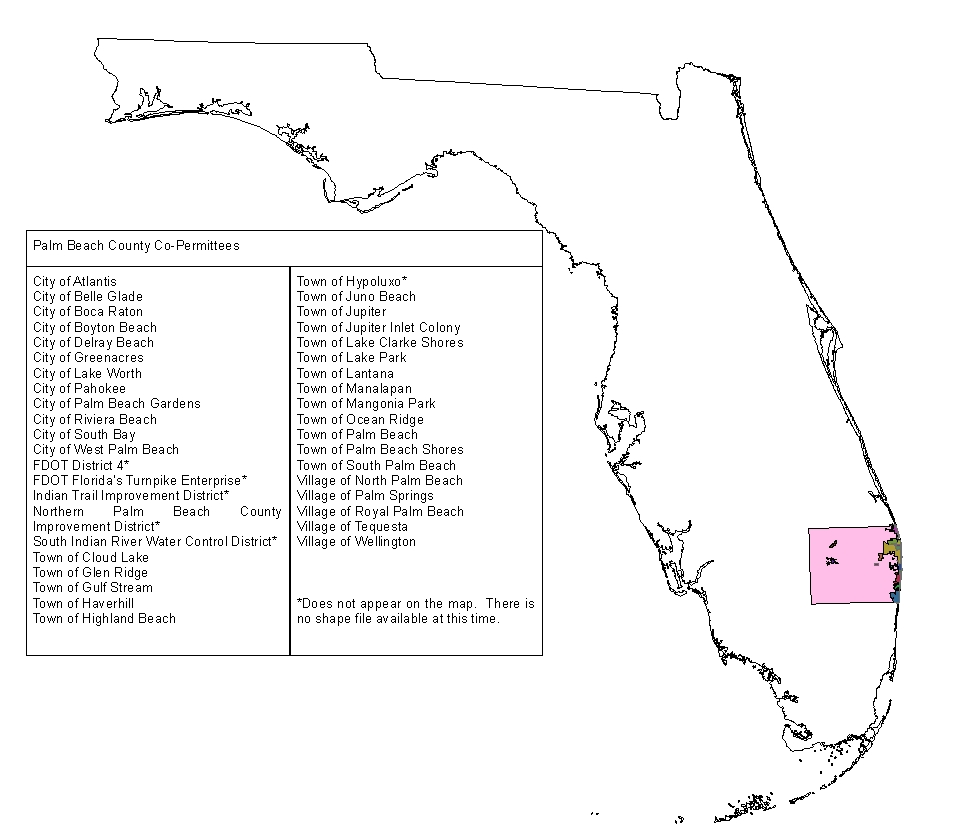 Palm Beach County Co-Permittees
City of Atlantis
City of Belle Glade
City of Boca Raton
City of Boyton Beach
City of Delray Beach
City of Greenacres
City of Lake Worth
City of Pahokee
City of Palm Beach Gardens
City of Riviera Beach
City of South Bay
City of West Palm Beach
FDOT District 4*
FDOT Florida's Turnpike Enterprise*
Indian Trail Improvement District*
Northern Palm Beach County
Improvement District*
South Indian River Water Control District*
Town of Cloud Lake
Town of Glen Ridge
Town of Gulf Stream
Town of Haverhill
Town of Highland Beach
Town of Hypoluxo*
Town of Juno Beach
Town of Jupiter
Town of Jupiter Inlet Colony
Town of Lake Clarke Shores
Town of Lake Park
Town of Lantana
Town of Manalapan
Town of Mangonia Park
Town of Ocean Ridge
Town of Palm Beach
Town of Palm Beach Shores
Town of South Palm Beach
Village of North Palm Beach
Village of Palm Springs
Village of Royal Palm Beach
Village of Tequesta
Village of Wellington
*Does not appear on the map. There is
no shape file available at this time.